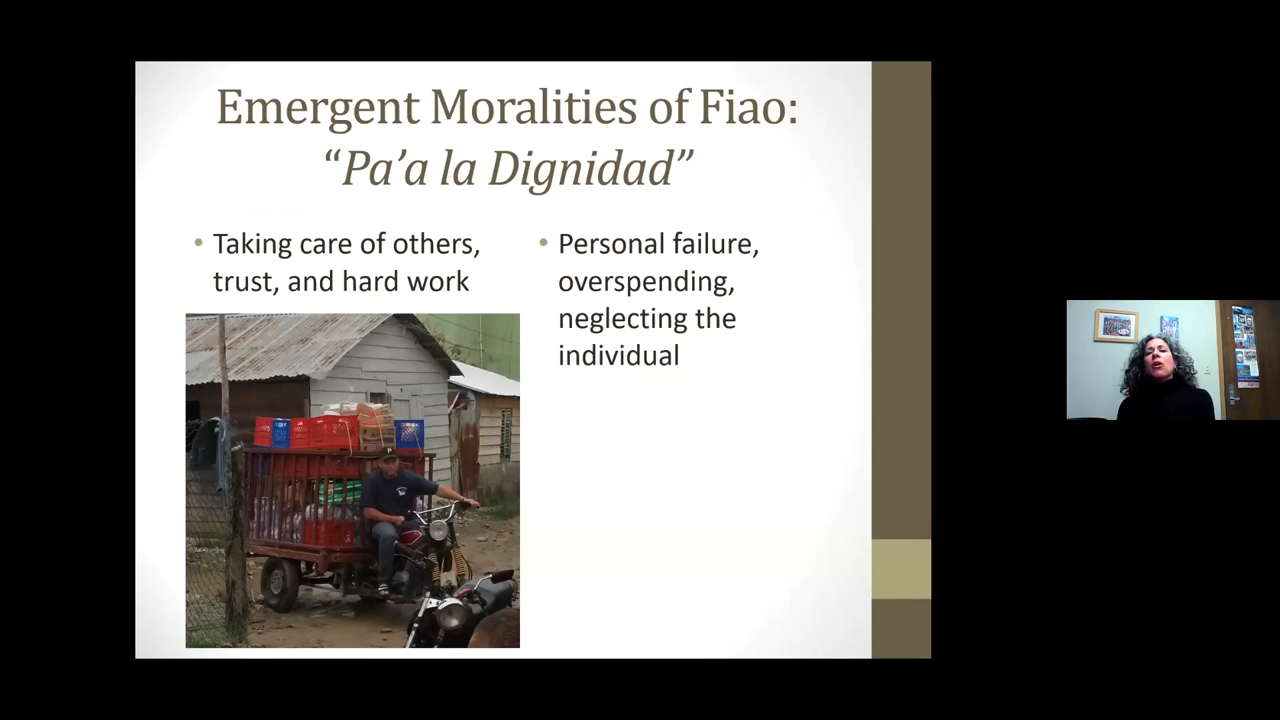 Emergent Moralities of Fiao:
“Pa’a la Dignidad”
• Taking care of others,
trust, and hard work
• Personal failure,
overspending,
neglecting the
individual
P